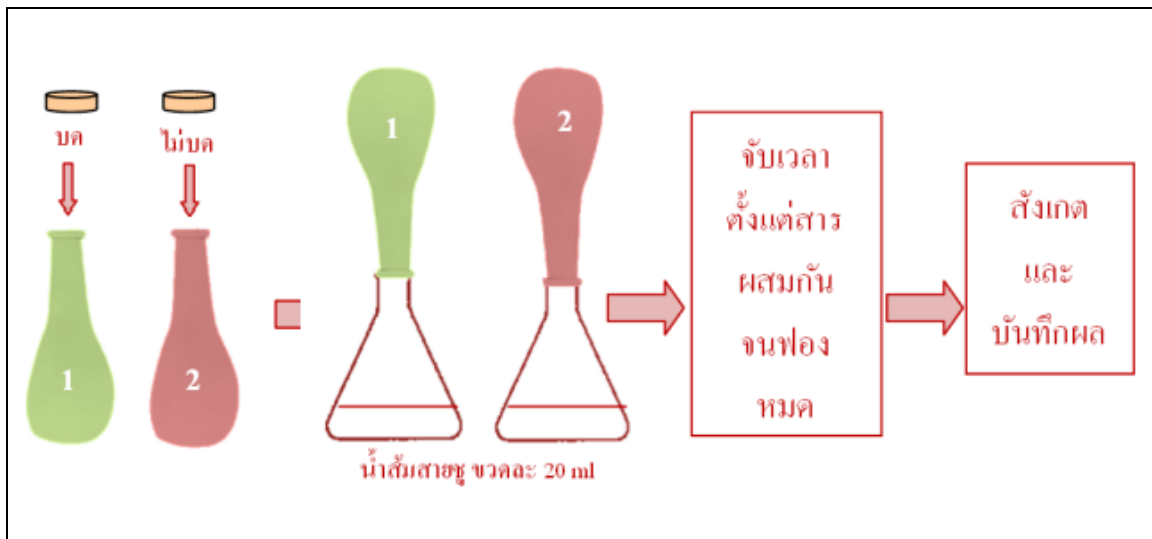 บด
ไม่บด
1
2
1
2
น้ำส้มสายชู ขวดละ 20 ml
จับเวลา
ตั้งแต่สาร
ผสมกัน
จนฟอง
หมด
สังเกต
และ
บันทึกผล